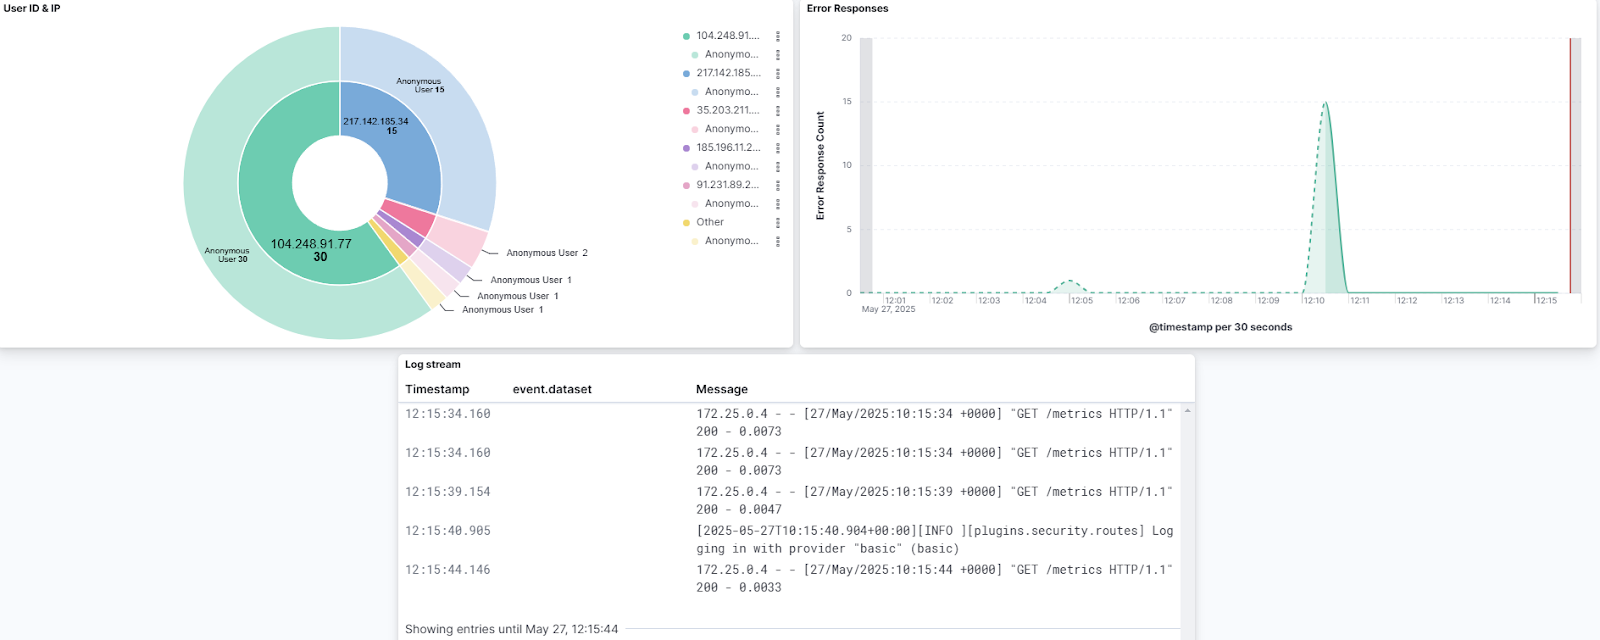 User ID & IP
Anonymous
User 15
217.142.185.34
15
104.248.91.77
30
Anonymous
User 30
Anonymous User 2
Anonymous User 1
Anonymous User 1
Anonymous User 1
104.248.91....
Anonymo...
217.142.185....
Anonymo...
35.203.211....
Anonymo...
185.196.11.2...
Anonymo...
91.231.89.2...
Anonymo...
Other
Anonymo...
Error Responses
Error Response Count
20
15
10
5
0
12:01 12:02 12:03 12:04 12:05 12:06 12:07 12:08 12:09 12:10 12:11 12:12 12:13 12:14 12:15
May 27, 2025
@timestamp per 30 seconds
Log stream
Timestamp event.dataset Message
12:15:34.160 172.25.0.4 - - [27/May/2025:10:15:34 +0000] "GET /metrics HTTP/1.1"
200 - 0.0073
12:15:34.160 172.25.0.4 - - [27/May/2025:10:15:34 +0000] "GET /metrics HTTP/1.1"
200 - 0.0073
12:15:39.154 172.25.0.4 - - [27/May/2025:10:15:39 +0000] "GET /metrics HTTP/1.1"
200 - 0.0047
12:15:40.905 [2025-05-27T10:15:40.904+00:00][INFO ][plugins.security.routes] Log
ging in with provider "basic" (basic)
12:15:44.146 172.25.0.4 - - [27/May/2025:10:15:44 +0000] "GET /metrics HTTP/1.1"
200 - 0.0033
Showing entries until May 27, 12:15:44